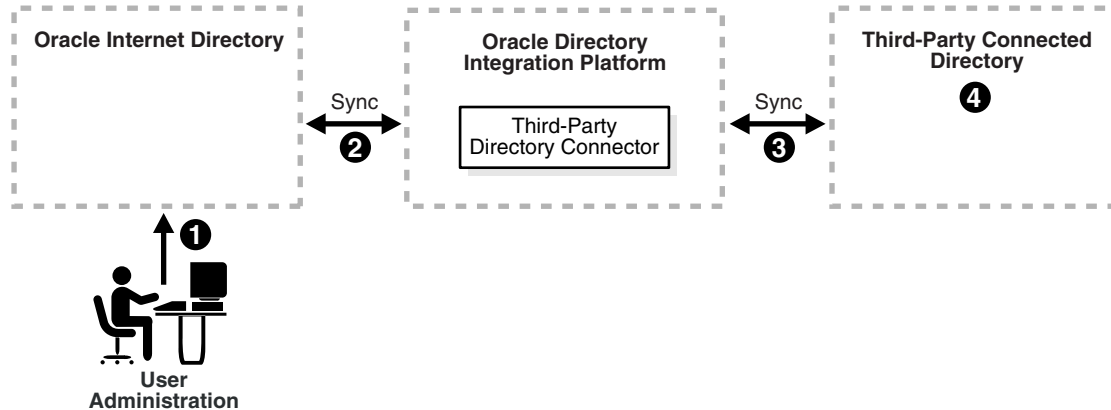 Oracle Internet Directory
Oracle Directory
Integration Platform
Third-Party Connected
Directory
4
Sync
2
Third-Party
Directory Connector
Sync
3
1
User
Administration